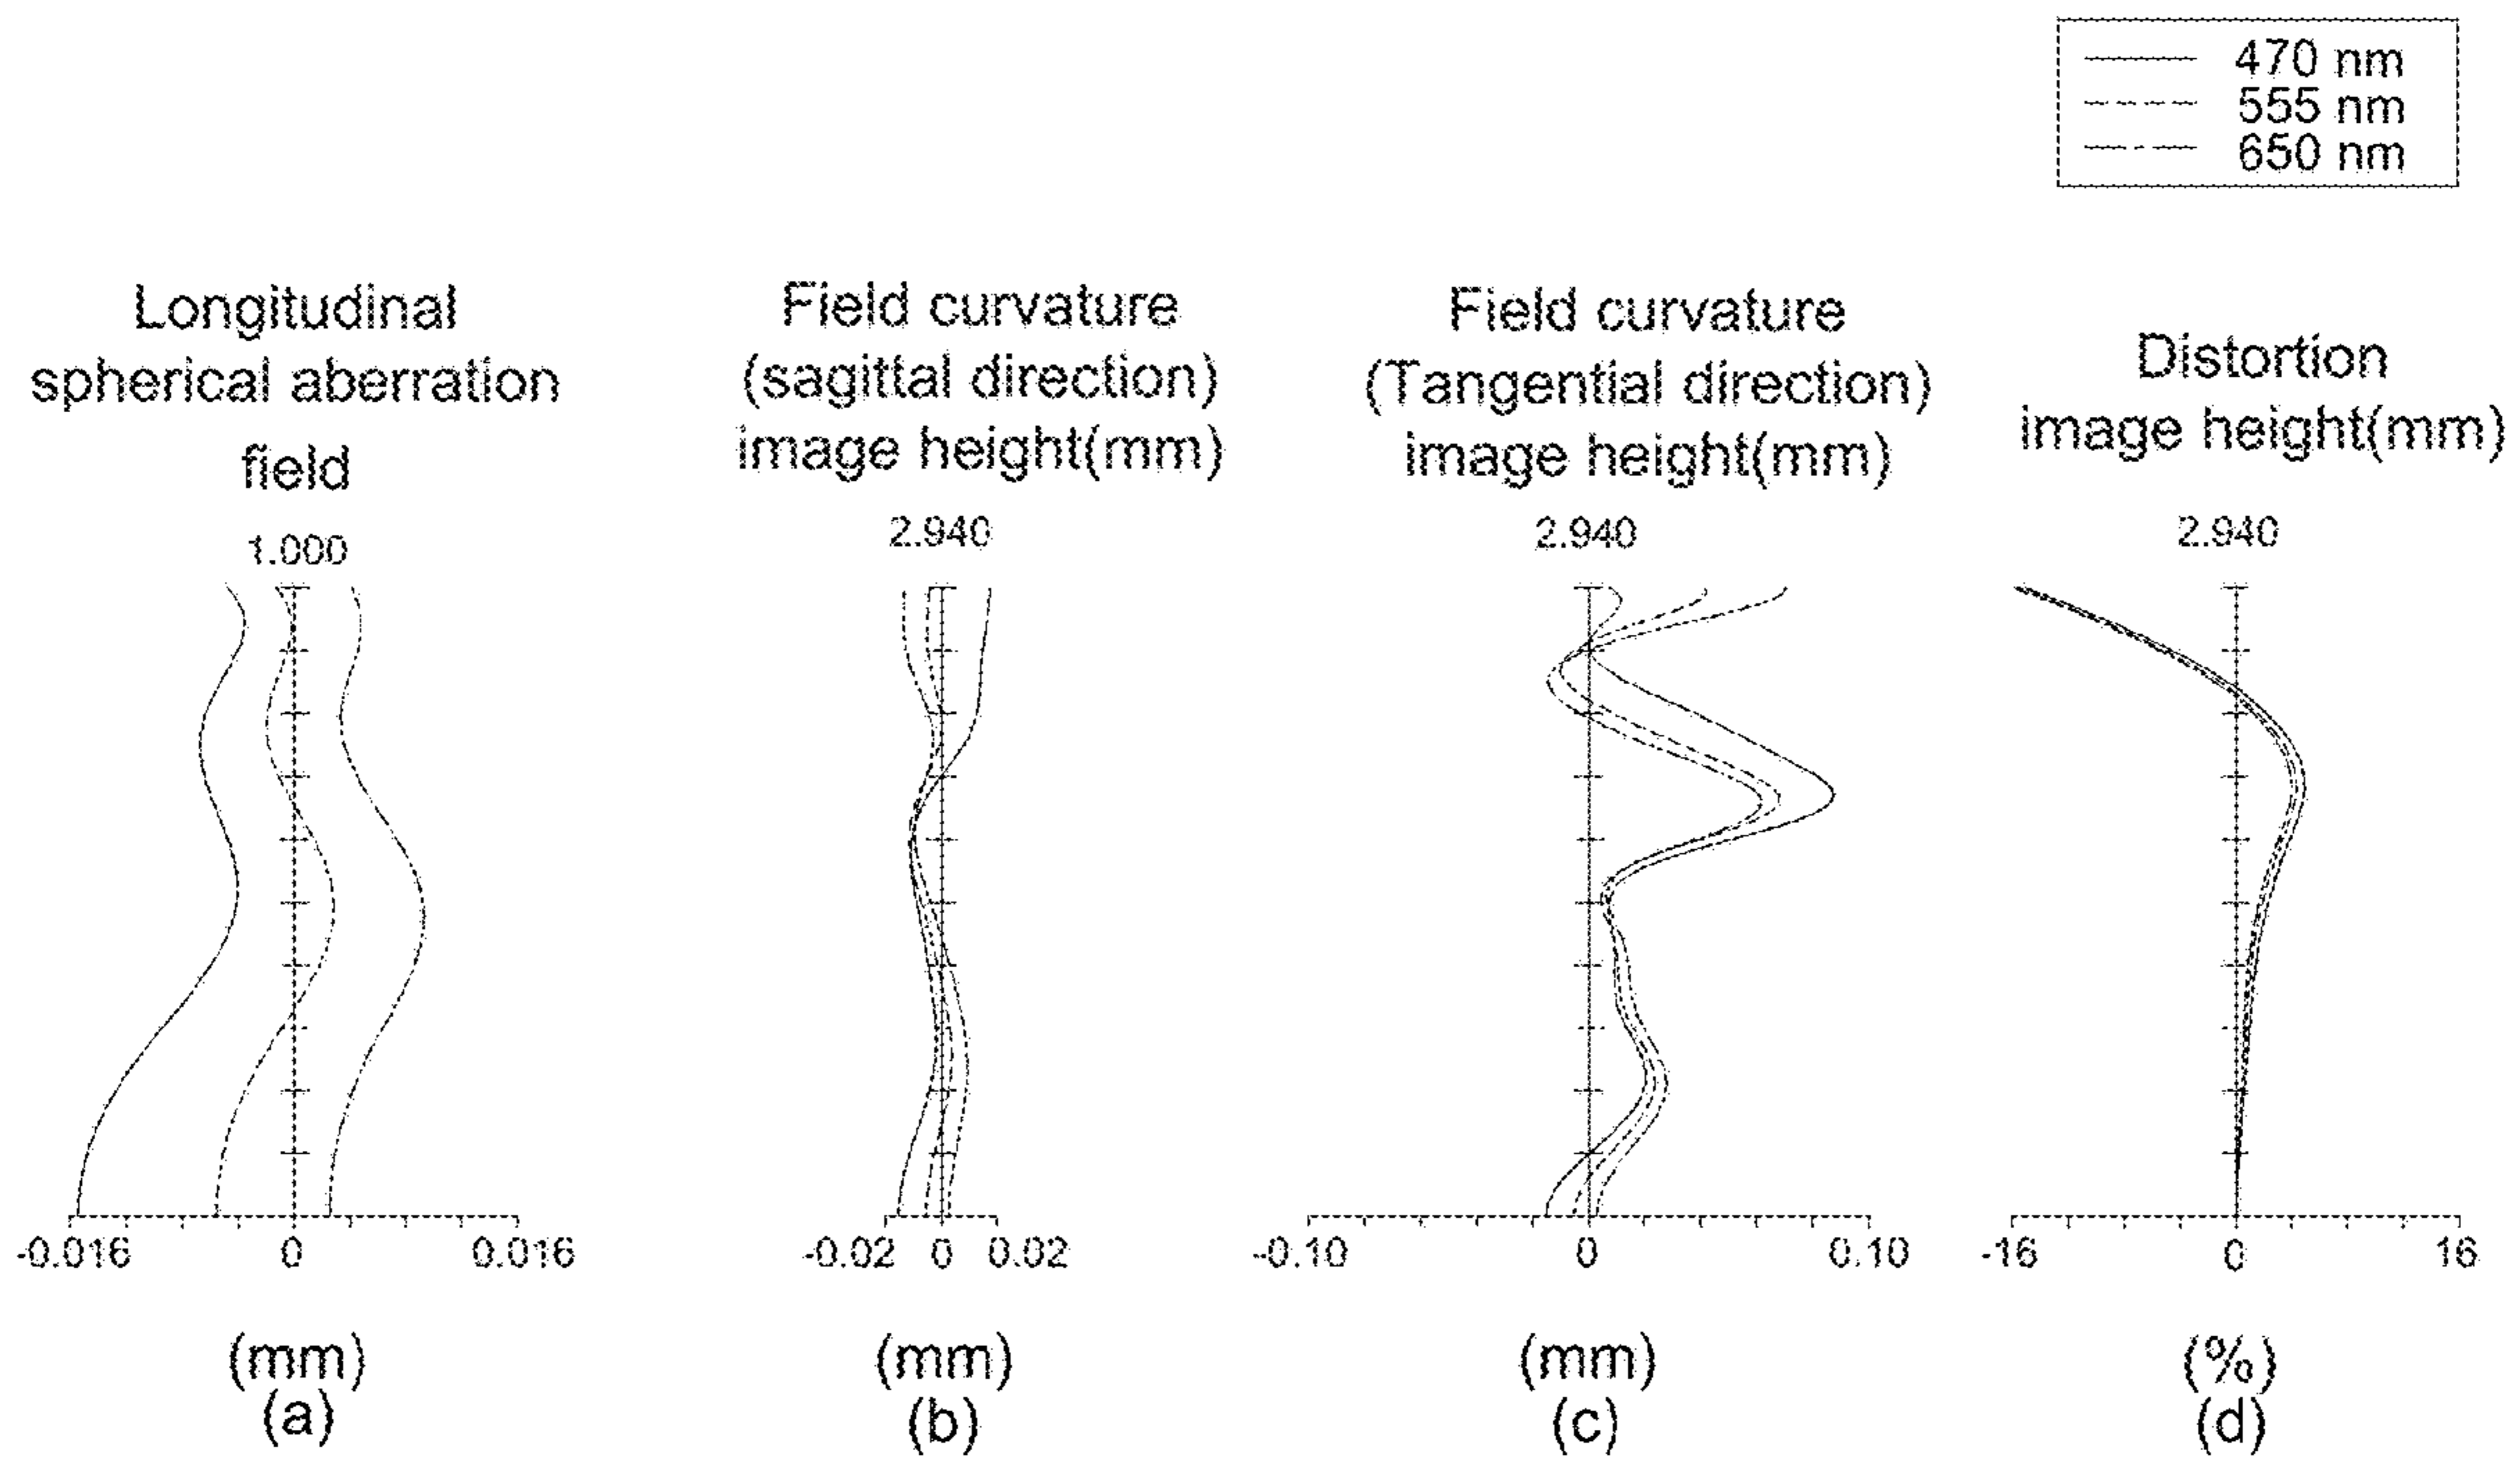 470 nm
555 nm
650 nm
Longitudinal
spherical aberration
field
1.000
-0.016
0
0.016
(mm)
(a)
Field curvature
(sagittal direction)
image height(mm)
2.940
-0.02
0
0.02
(mm)
(b)
Field curvature
(Tangential direction)
image height(mm)
2.940
-0.10
0
0.10
(mm)
(c)
Distortion
image height(mm)
2.940
-16
0
16
(%)
(d)